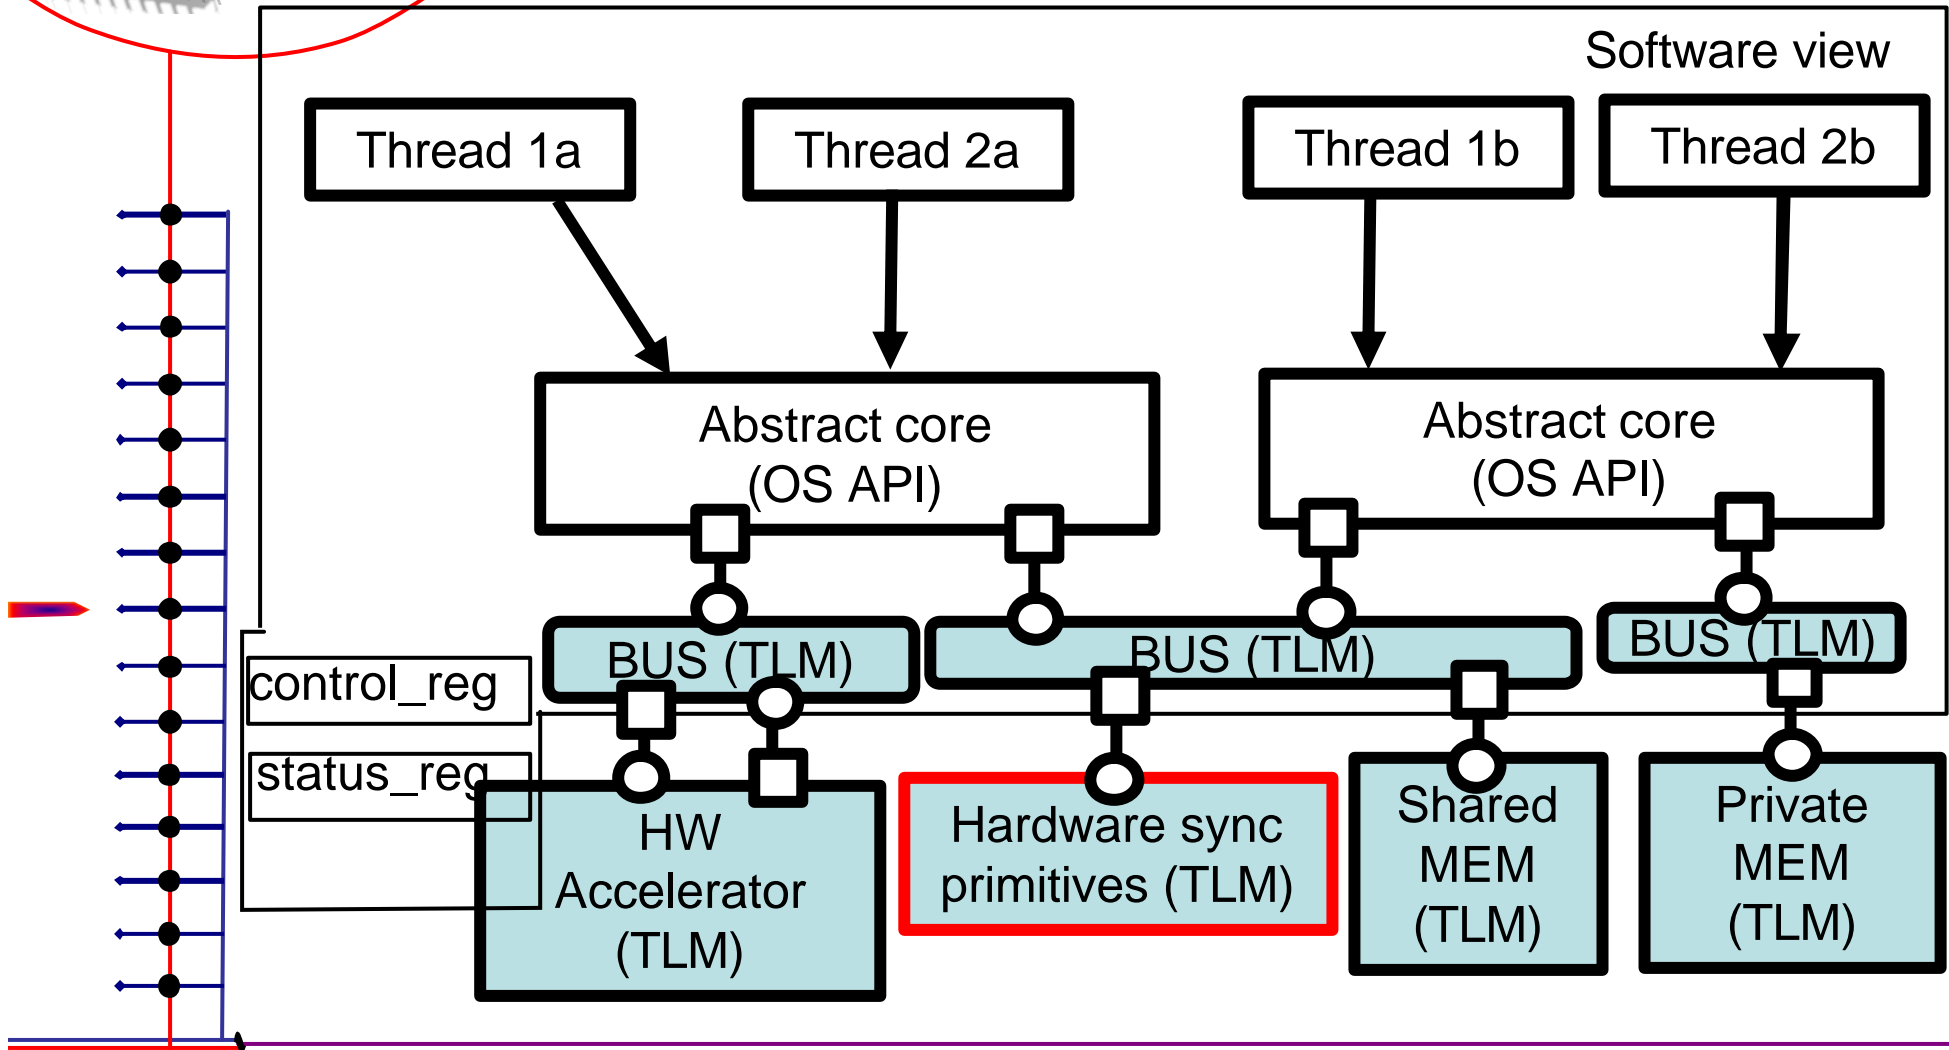 Software view
Thread 1a
Thread 2a
Thread 1b
Thread 2b
Abstract core
(OS API)
Abstract core
(OS API)
BUS (TLM)
BUS (TLM)
BUS (TLM)
control_reg
status_reg
HW
Accelerator
(TLM)
Hardware sync
primitives (TLM)
Shared
MEM
(TLM)
Private
MEM
(TLM)